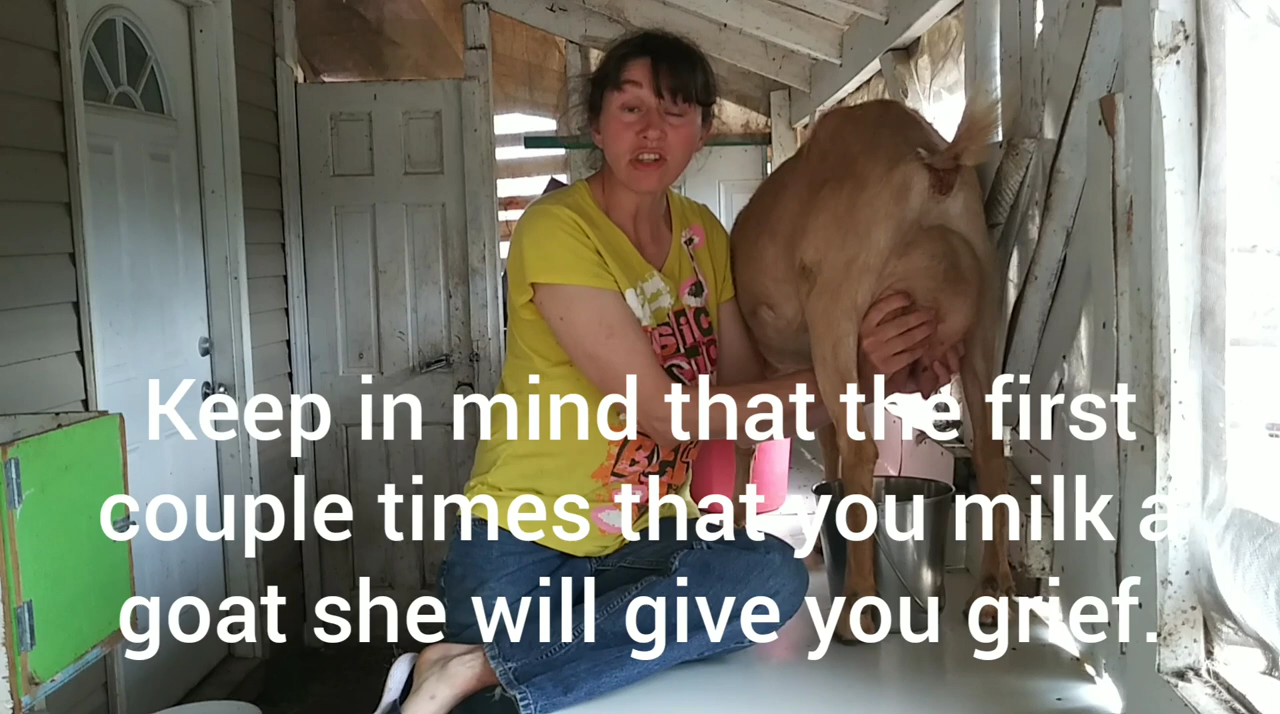 Keep in mind that the first
couple times that you milk a
goat she will give you grief.